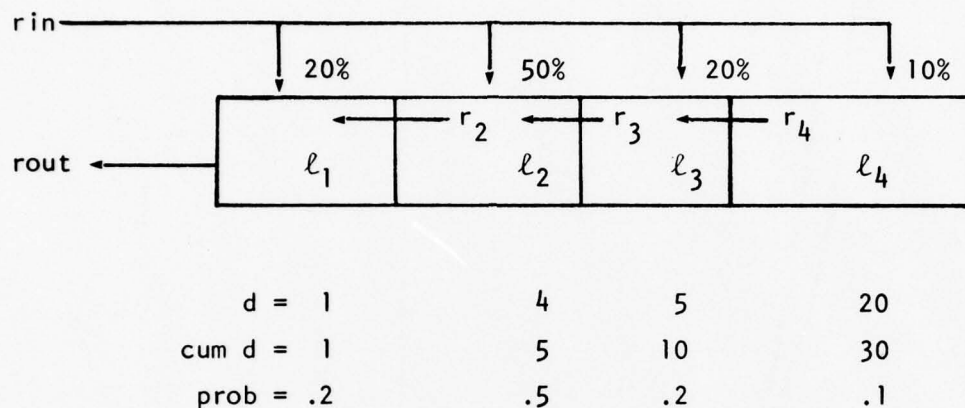 rin
20% 50% 20% 10%
r2 r3 r4
rout ℓ1 ℓ2 ℓ3 ℓ4
d = 1 4 5 20
cum d = 1 5 10 30
prob = .2 .5 .2 .1